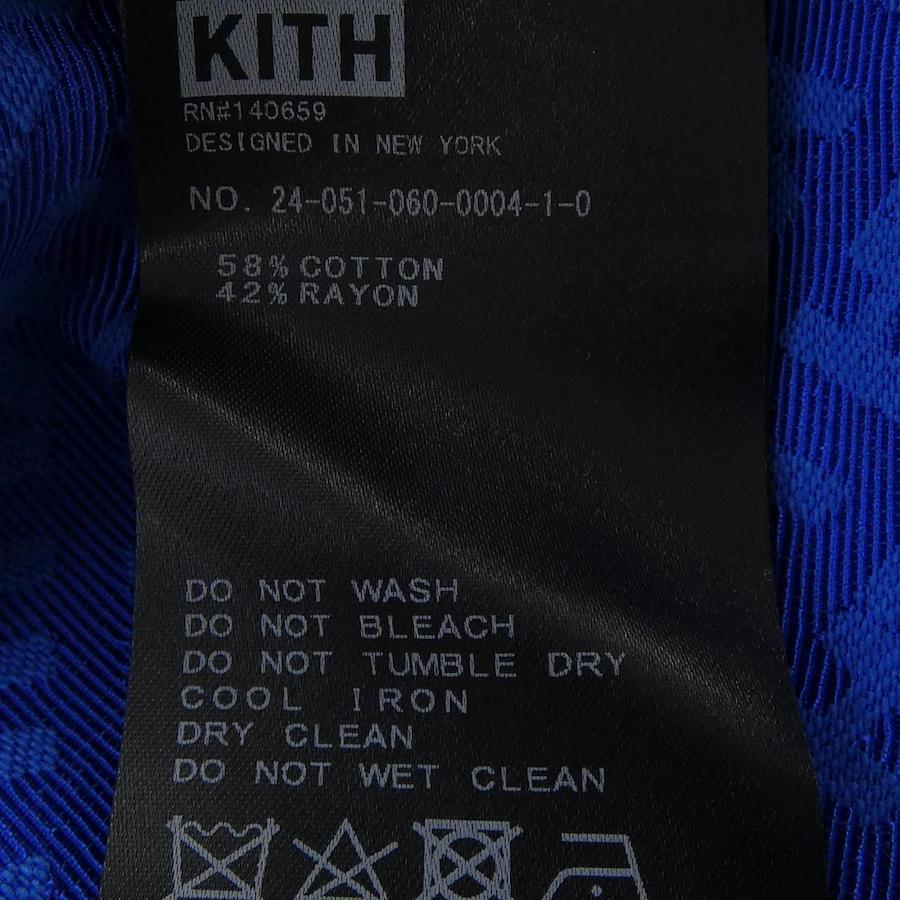 KITH
RN#140659
DESIGNED IN NEW YORK
NO. 24-051-060-0004-1-0
58% COTTON
42% RAYON
DO NOT WASH
DO NOT BLEACH
DO NOT TUMBLE DRY
COOL IRON
DRY CLEAN
DO NOT WET CLEAN